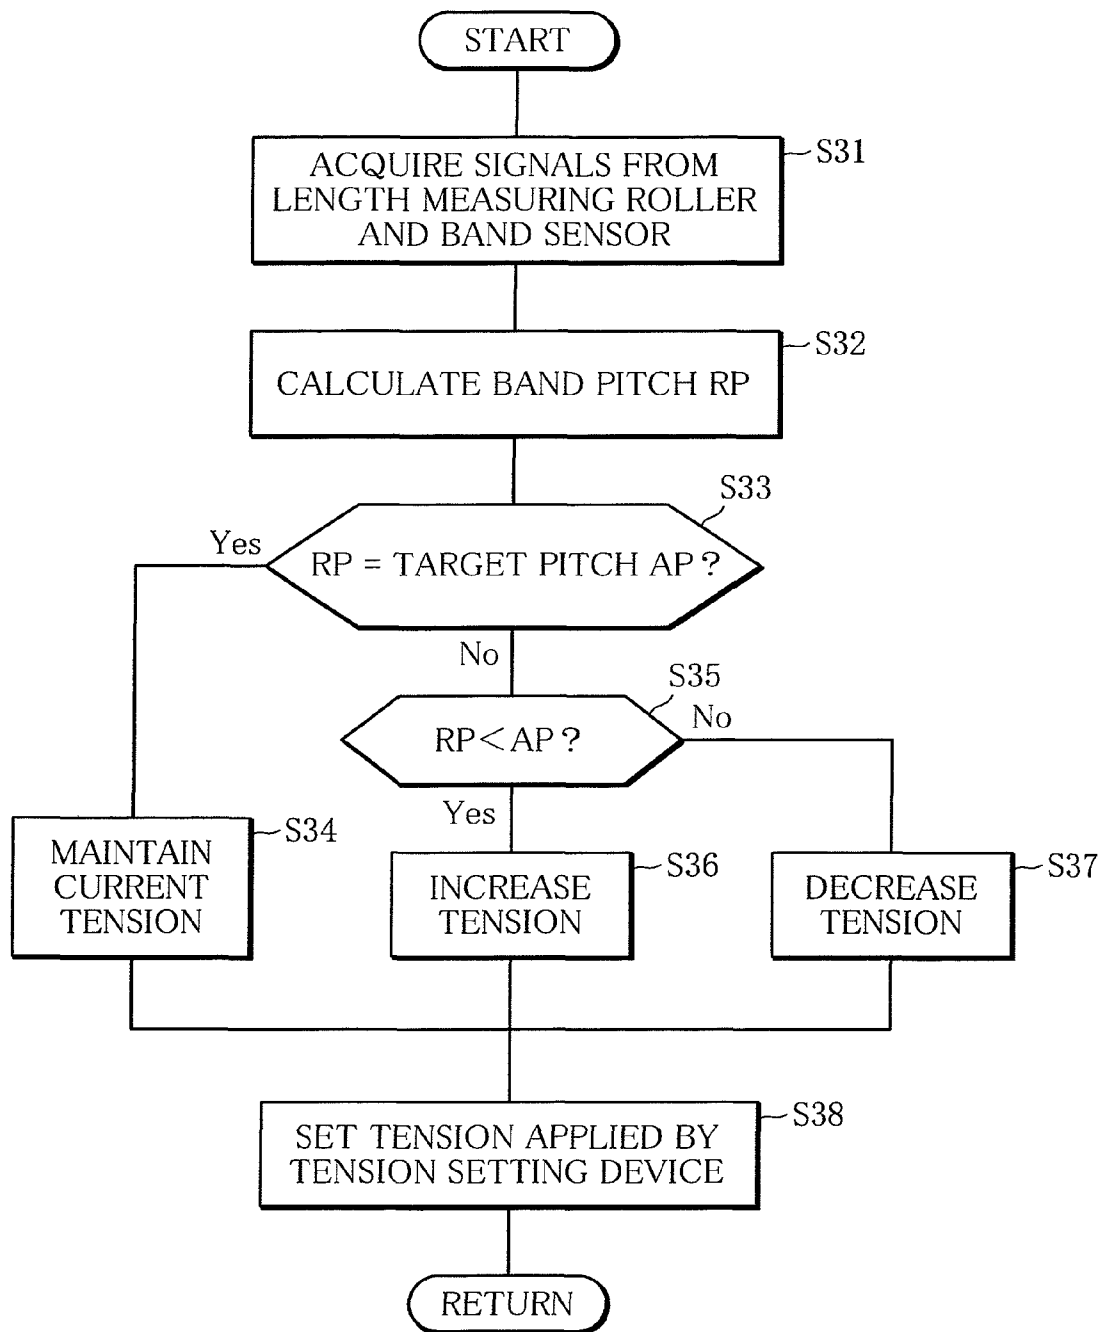 START
ACQUIRE SIGNALS FROM
LENGTH MEASURING ROLLER
AND BAND SENSOR
S31
CALCULATE BAND PITCH RP
S32
RP = TARGET PITCH AP?
S33
Yes
No
RP<AP?
S35
No
Yes
MAINTAIN
CURRENT
TENSION
S34
INCREASE
TENSION
S36
DECREASE
TENSION
S37
SET TENSION APPLIED BY
TENSION SETTING DEVICE
S38
RETURN